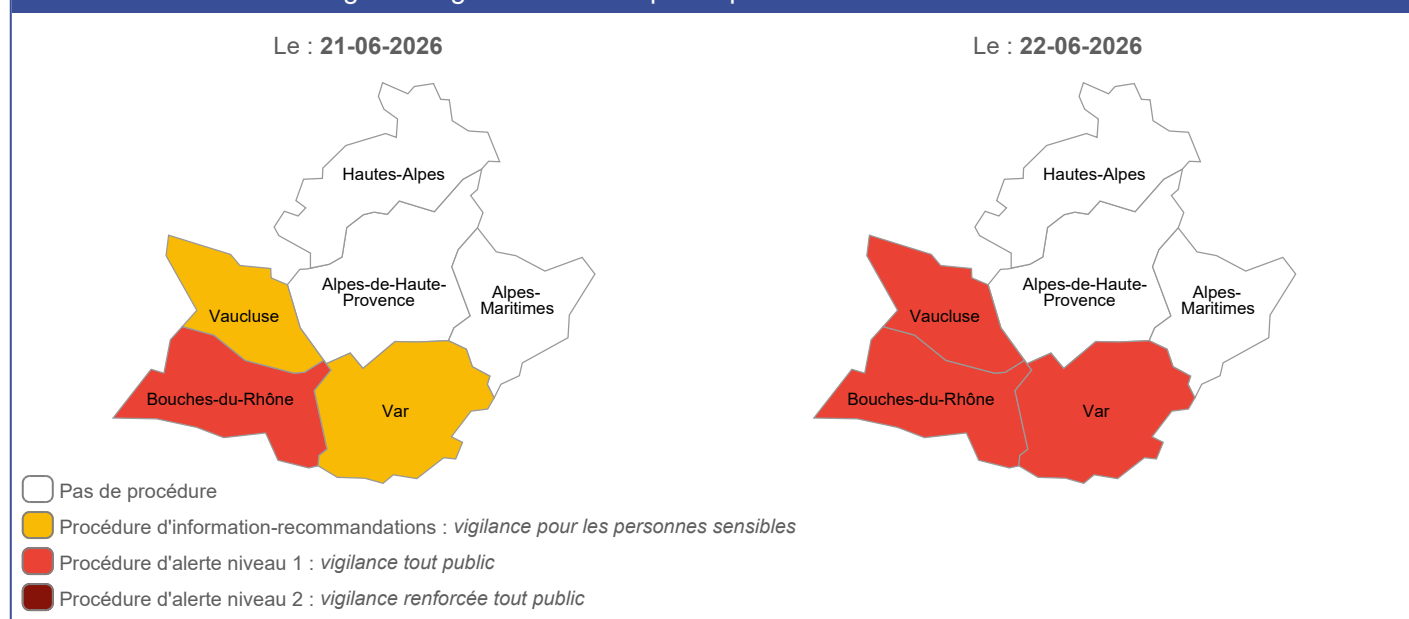 Le : 21-06-2026
Hautes-Alpes
Alpes-de-Haute-
Provence
Alpes-
Maritimes
Vaucluse
Bouches-du-Rhône
Var
Le : 22-06-2026
Hautes-Alpes
Alpes-de-Haute-
Provence
Alpes-
Maritimes
Vaucluse
Bouches-du-Rhône
Var
Pas de procédure
Procédure d'information-recommandations : vigilance pour les personnes sensibles
Procédure d'alerte niveau 1 : vigilance tout public
Procédure d'alerte niveau 2 : vigilance renforcée tout public